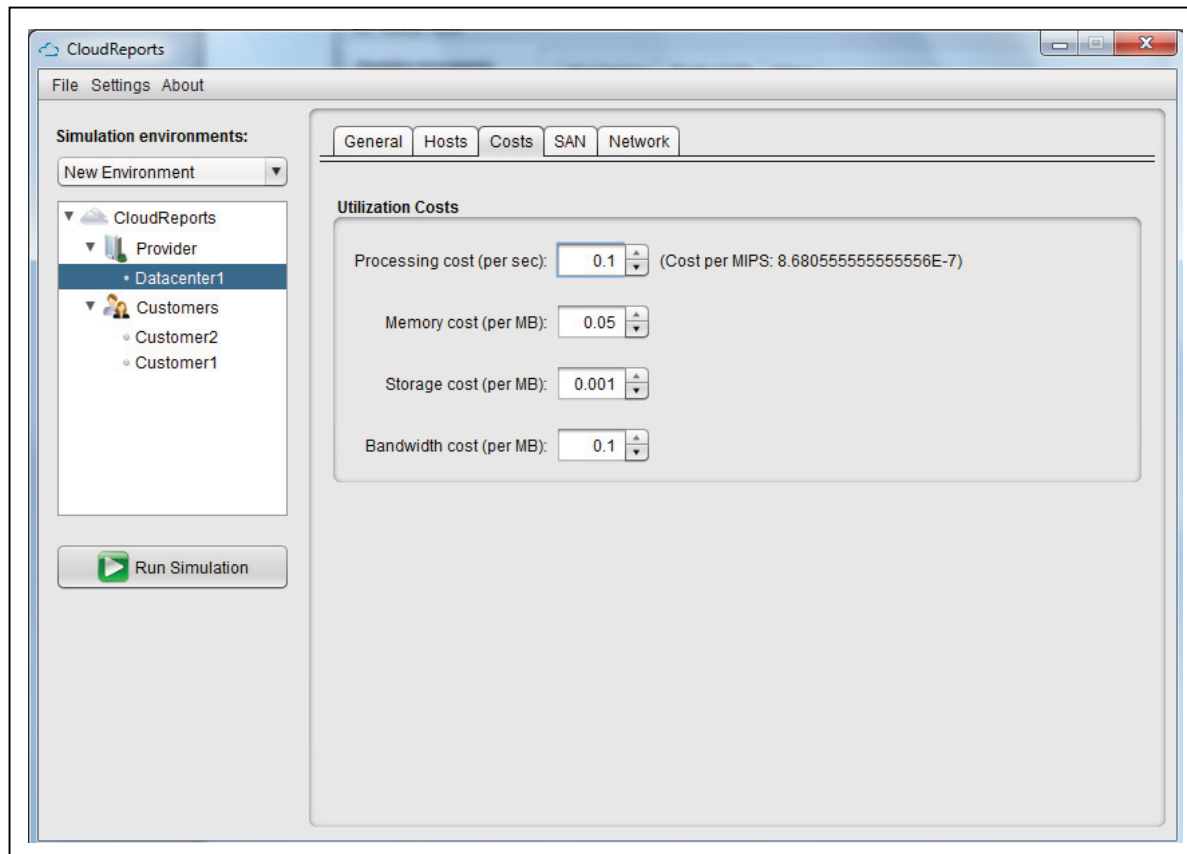 CloudReports
File Settings About
Simulation environments:
New Environment
CloudReports
Provider
Datacenter1
Customers
Customer2
Customer1
Run Simulation
General Hosts Costs SAN Network
Utilization Costs
Processing cost (per sec): 0.1 (Cost per MIPS: 8.680555555555556E-7)
Memory cost (per MB): 0.05
Storage cost (per MB): 0.001
Bandwidth cost (per MB): 0.1